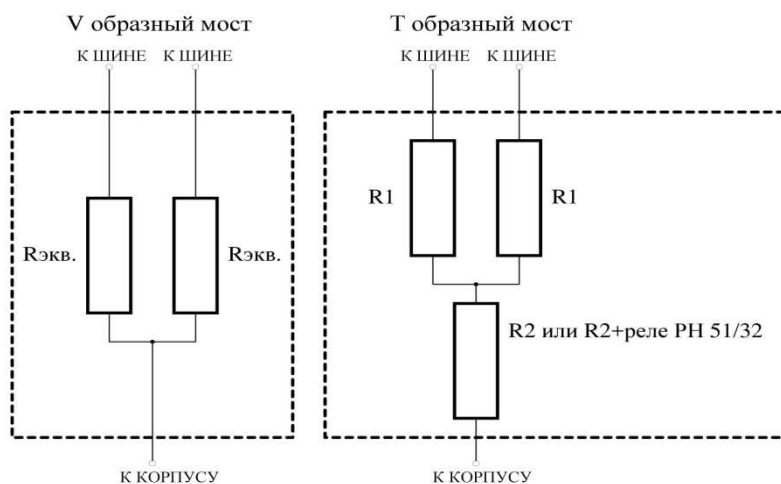 V образный мост
К ШИНЕ К ШИНЕ
Rэкв.
Rэкв.
К КОРПУСУ
Т образный мост
К ШИНЕ К ШИНЕ
R1
R1
R2 или R2+реле РН 51/32
К КОРПУСУ